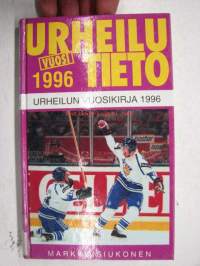 URHEILU
VUOSI
1996 TIETO
URHEILUN VUOSIKIRJA 1996
MARKKU SIUKONEN